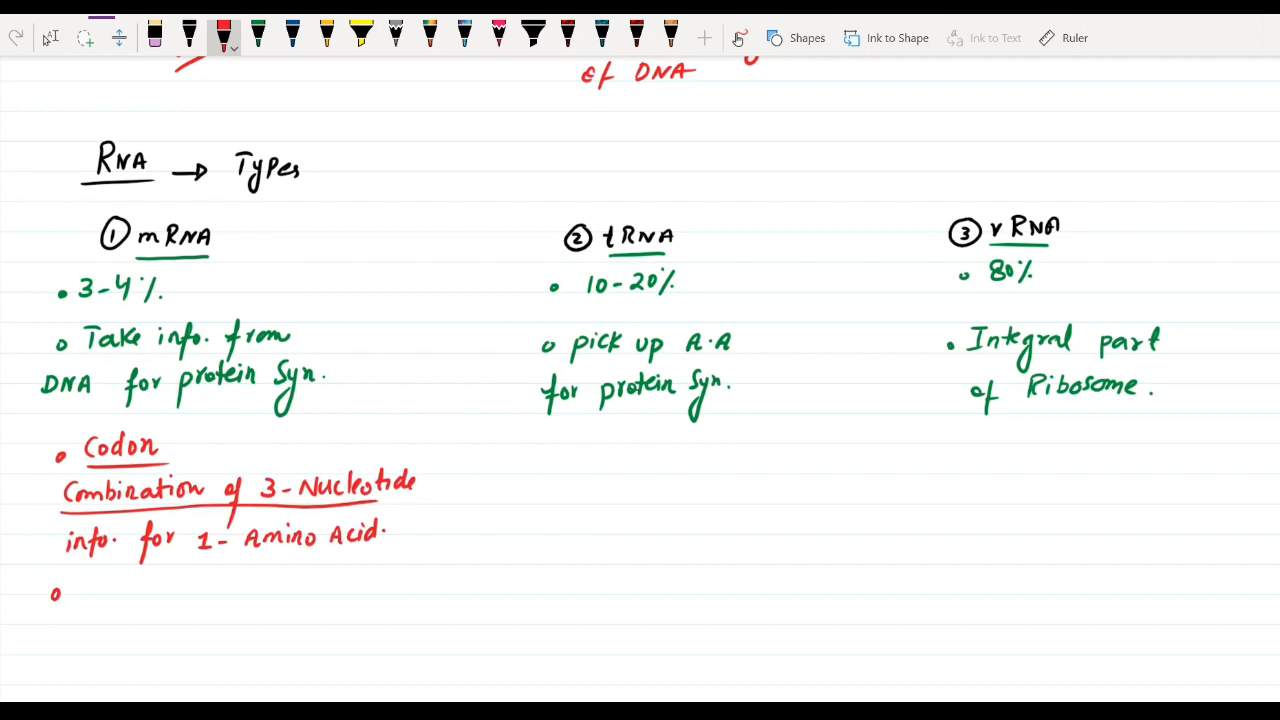 Shapes
Ink to Shape
Ink to Text
Ruler
of DNA
RNA → Types
① mRNA
• 3-4%.
• Take info. from
DNA for protein Syn.
• Codon
Combination of 3-Nucleotide
info. for 1- Amino Acid.
② tRNA
• 10-20%
• pick up A.A
for protein Syn.
③ rRNA
• 80%
• Integral part
of Ribosome.